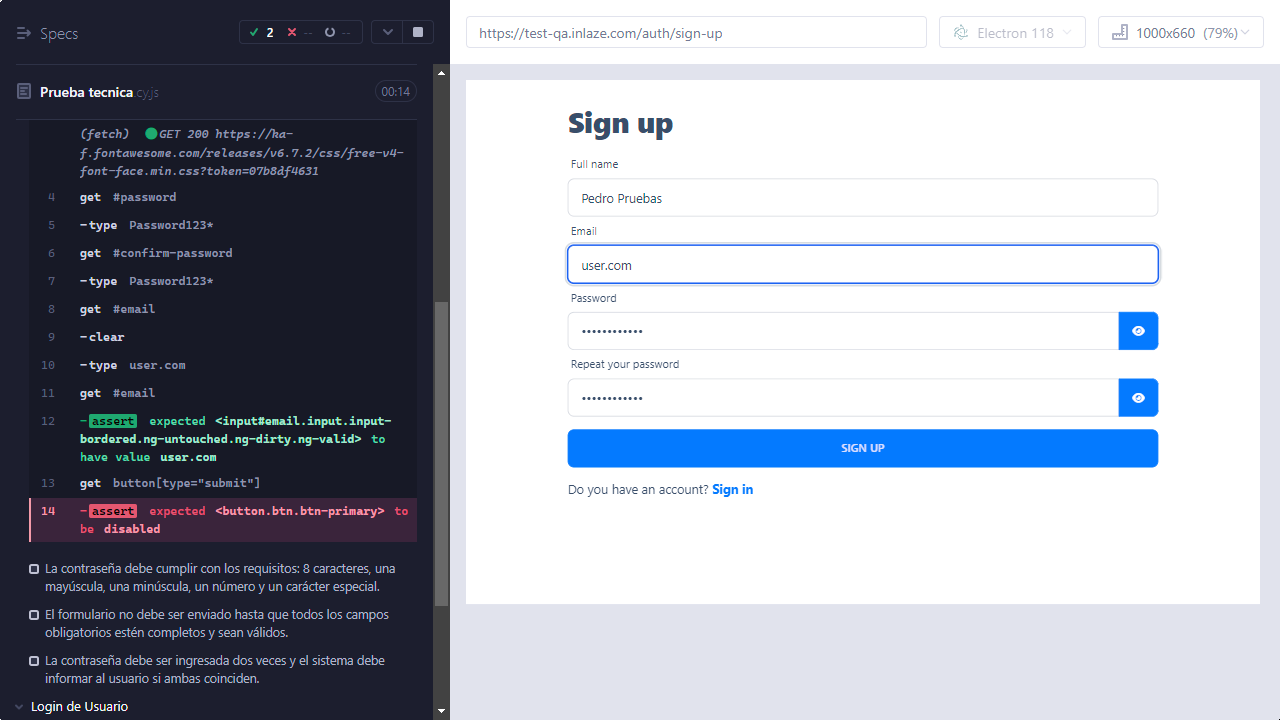 Specs
2 -- --
Prueba tecnica.cy.js
00:14
(fetch) GET 200 https://ka-
f.fontawesome.com/releases/v6.7.2/css/free-v4-
font-face.min.css?token=07b8df4631
4 get #password
5 -type Password123*
6 get #confirm-password
7 -type Password123*
8 get #email
9 -clear
10 -type user.com
11 get #email
12 -assert expected <input#email.input.input-
bordered.ng-untouched.ng-dirty.ng-valid> to
have value user.com
13 get button[type="submit"]
14 -assert expected <button.btn.btn-primary> to
be disabled
La contraseña debe cumplir con los requisitos: 8 caracteres, una
mayúscula, una minúscula, un número y un carácter especial.
El formulario no debe ser enviado hasta que todos los campos
obligatorios estén completos y sean válidos.
La contraseña debe ser ingresada dos veces y el sistema debe
informar al usuario si ambas coinciden.
Login de Usuario
https://test-qa.inlaze.com/auth/sign-up
Electron 118
1000x660 (79%)
Sign up
Full name
Pedro Pruebas
Email
user.com
Password
••••••••••••
Repeat your password
••••••••••••
SIGN UP
Do you have an account? Sign in